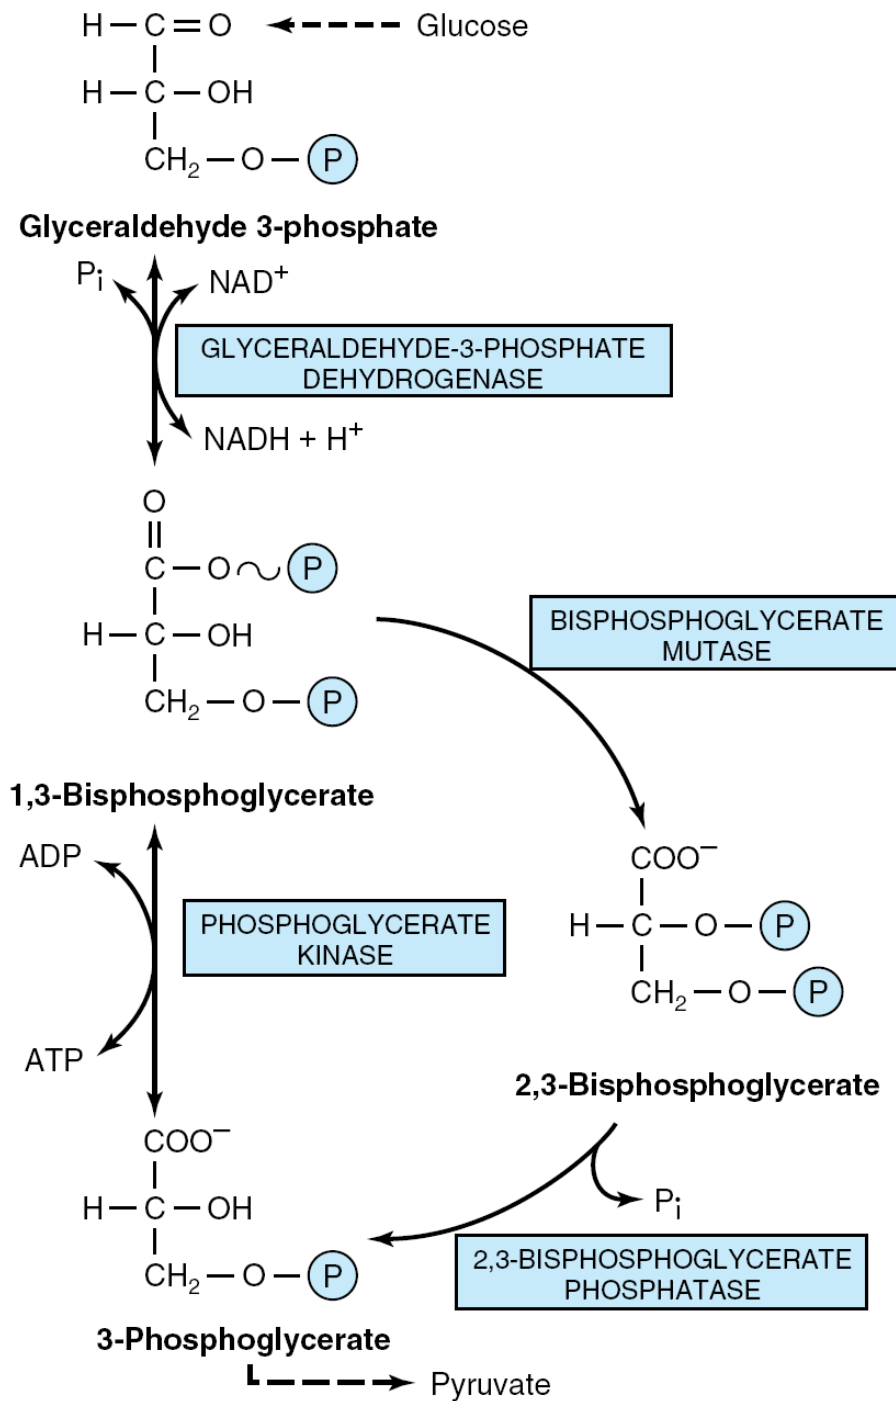 H — C = O Glucose
H — C — OH
CH₂ — O — P
Glyceraldehyde 3-phosphate
Pi NAD⁺
GLYCERALDEHYDE-3-PHOSPHATE
DEHYDROGENASE
NADH + H⁺
O
C — O ~ P
H — C — OH
CH₂ — O — P
1,3-Bisphosphoglycerate
BISPHOSPHOGLYCERATE
MUTASE
ADP
PHOSPHOGLYCERATE
KINASE
ATP
COO⁻
H — C — O — P
CH₂ — O — P
2,3-Bisphosphoglycerate
Pi
2,3-BISPHOSPHOGLYCERATE
PHOSPHATASE
COO⁻
H — C — OH
CH₂ — O — P
3-Phosphoglycerate
Pyruvate